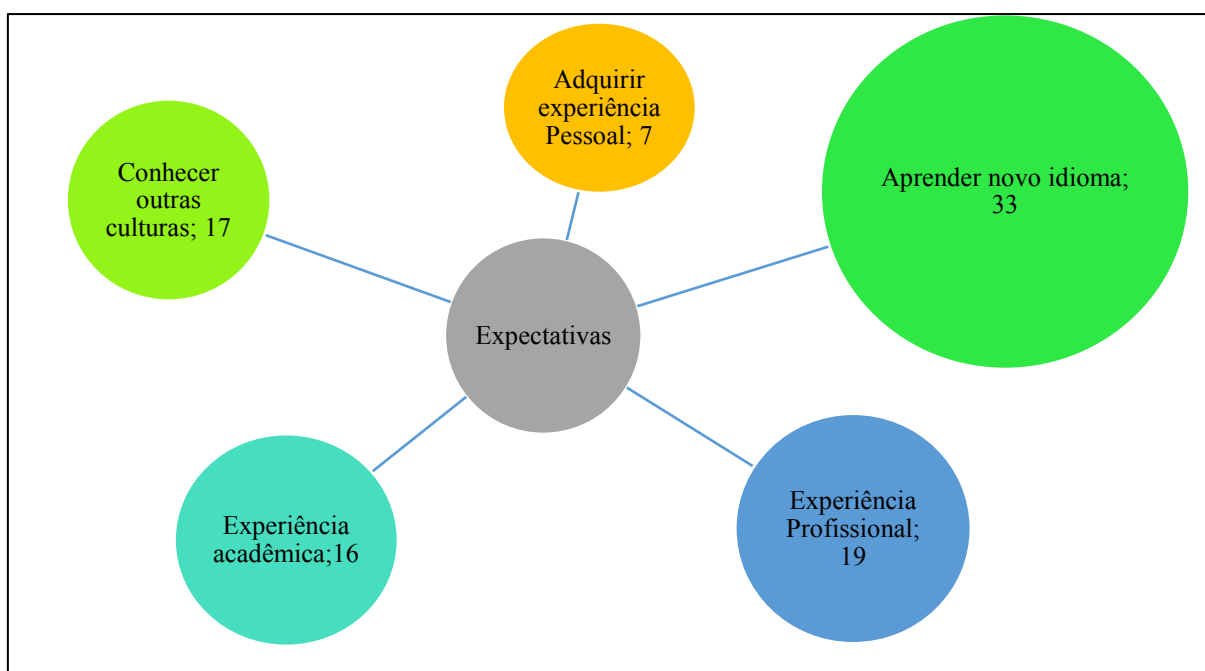 Adquirir
experiência
Pessoal; 7
Aprender novo idioma;
33
Conhecer
outras
culturas; 17
Expectativas
Experiência
acadêmica;16
Experiência
Profissional;
19